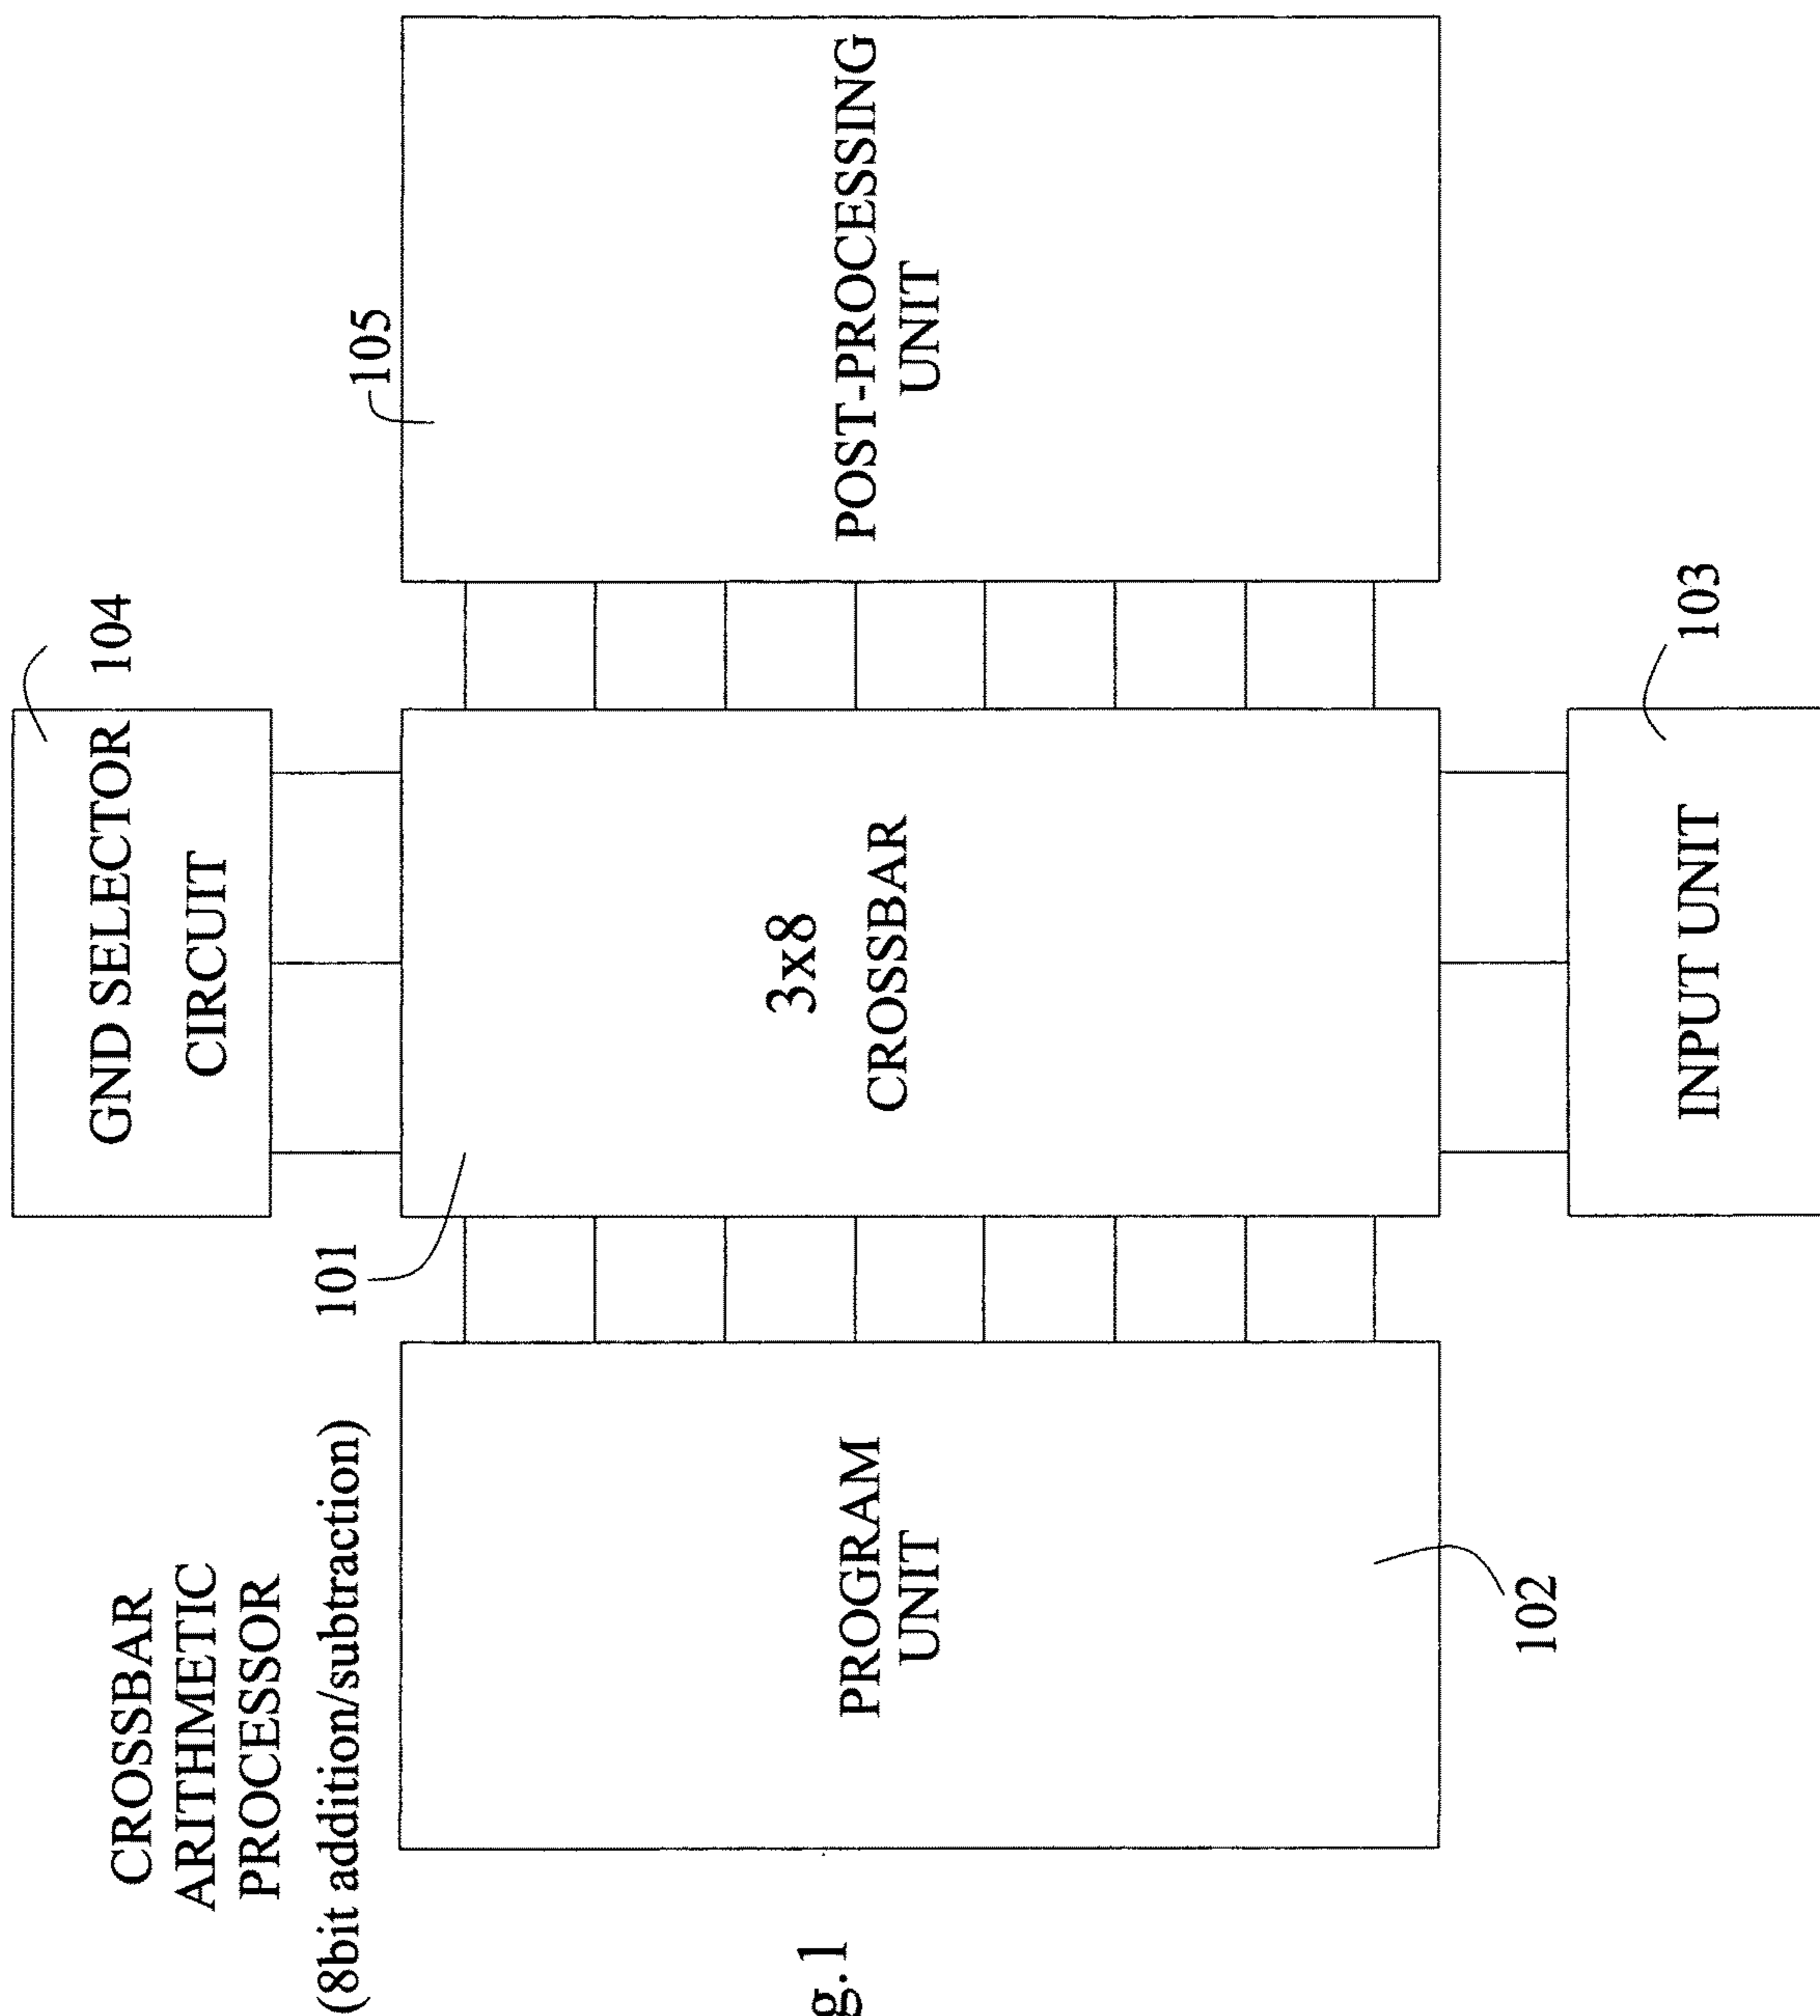 CROSSBAR
ARITHMETIC
PROCESSOR
(8bit addition/subtraction)
GND SELECTOR
CIRCUIT
104
101
105
PROGRAM
UNIT
3x8
CROSSBAR
POST-PROCESSING
UNIT
102
INPUT UNIT
103
g.1